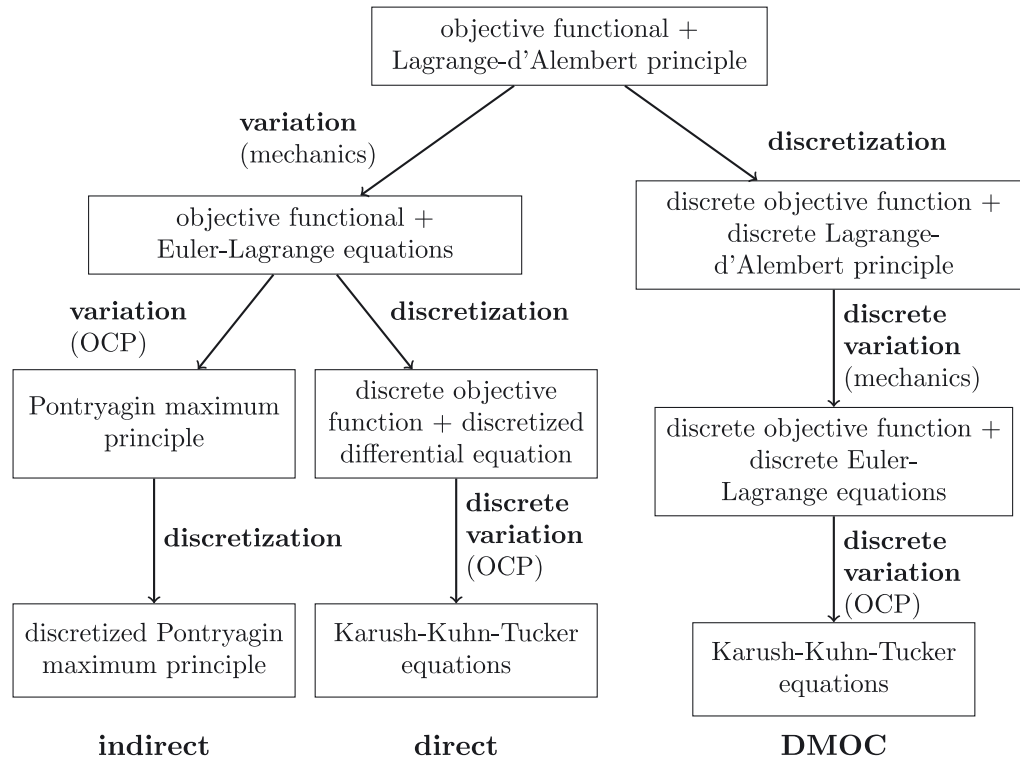 objective functional +
Lagrange-d'Alembert principle
variation
(mechanics)
discretization
objective functional +
Euler-Lagrange equations
discrete objective function +
discrete Lagrange-
d'Alembert principle
variation
(OCP)
discretization
discrete
variation
(mechanics)
Pontryagin maximum
principle
discrete objective
function + discretized
differential equation
discrete objective function +
discrete Euler-
Lagrange equations
discretization
discrete
variation
(OCP)
discrete
variation
(OCP)
discretized Pontryagin
maximum principle
Karush-Kuhn-Tucker
equations
Karush-Kuhn-Tucker
equations
indirect
direct
DMOC